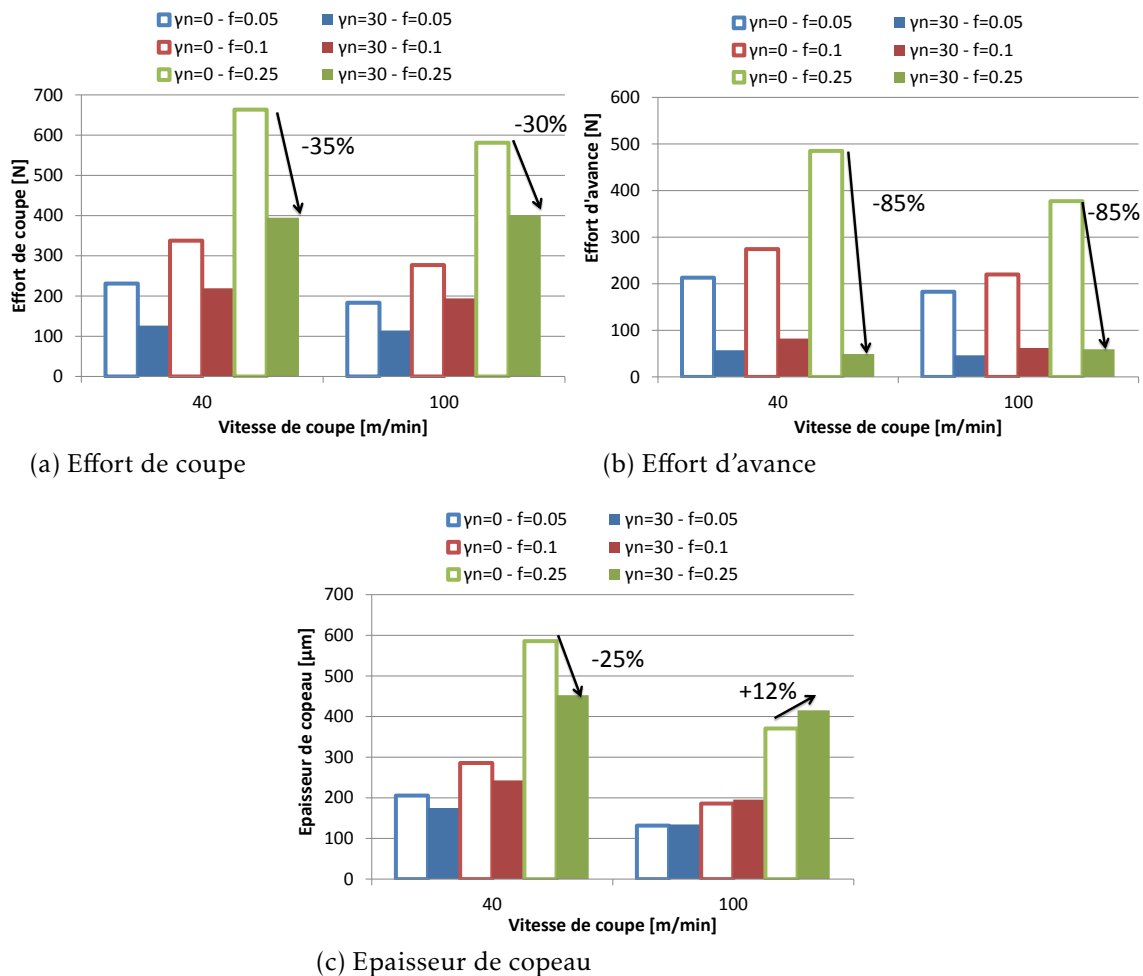 γn=0 - f=0.05 γn=30 - f=0.05
γn=0 - f=0.1 γn=30 - f=0.1
γn=0 - f=0.25 γn=30 - f=0.25
700
600
500
400
300
200
100
0
Effort de coupe [N]
-35%
-30%
40 100
Vitesse de coupe [m/min]
(a) Effort de coupe
γn=0 - f=0.05 γn=30 - f=0.05
γn=0 - f=0.1 γn=30 - f=0.1
γn=0 - f=0.25 γn=30 - f=0.25
600
500
400
300
200
100
0
Effort d'avance [N]
-85%
-85%
40 100
Vitesse de coupe [m/min]
(b) Effort d’avance
γn=0 - f=0.05 γn=30 - f=0.05
γn=0 - f=0.1 γn=30 - f=0.1
γn=0 - f=0.25 γn=30 - f=0.25
700
600
500
400
300
200
100
0
Epaisseur de copeau [µm]
-25%
+12%
40 100
Vitesse de coupe [m/min]
(c) Epaisseur de copeau